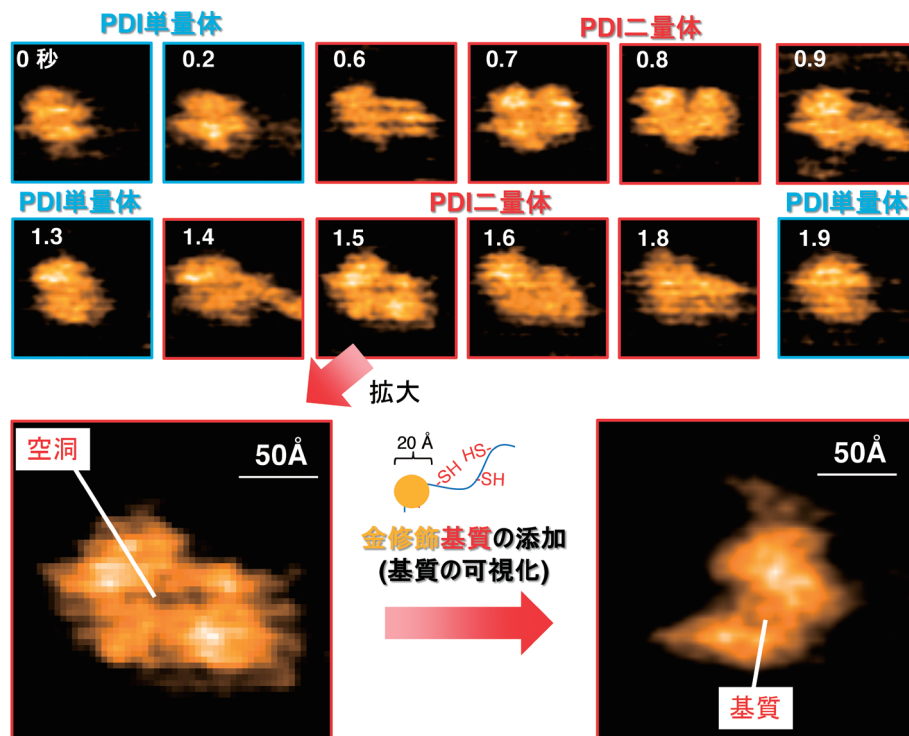 PDI単量体
PDI二量体
0 秒
0.2
0.6
0.7
0.8
0.9
PDI単量体
PDI二量体
PDI単量体
1.3
1.4
1.5
1.6
1.8
1.9
拡大
空洞
50Å
20 Å
-SH
HS-
-SH
金修飾基質の添加
(基質の可視化)
50Å
基質